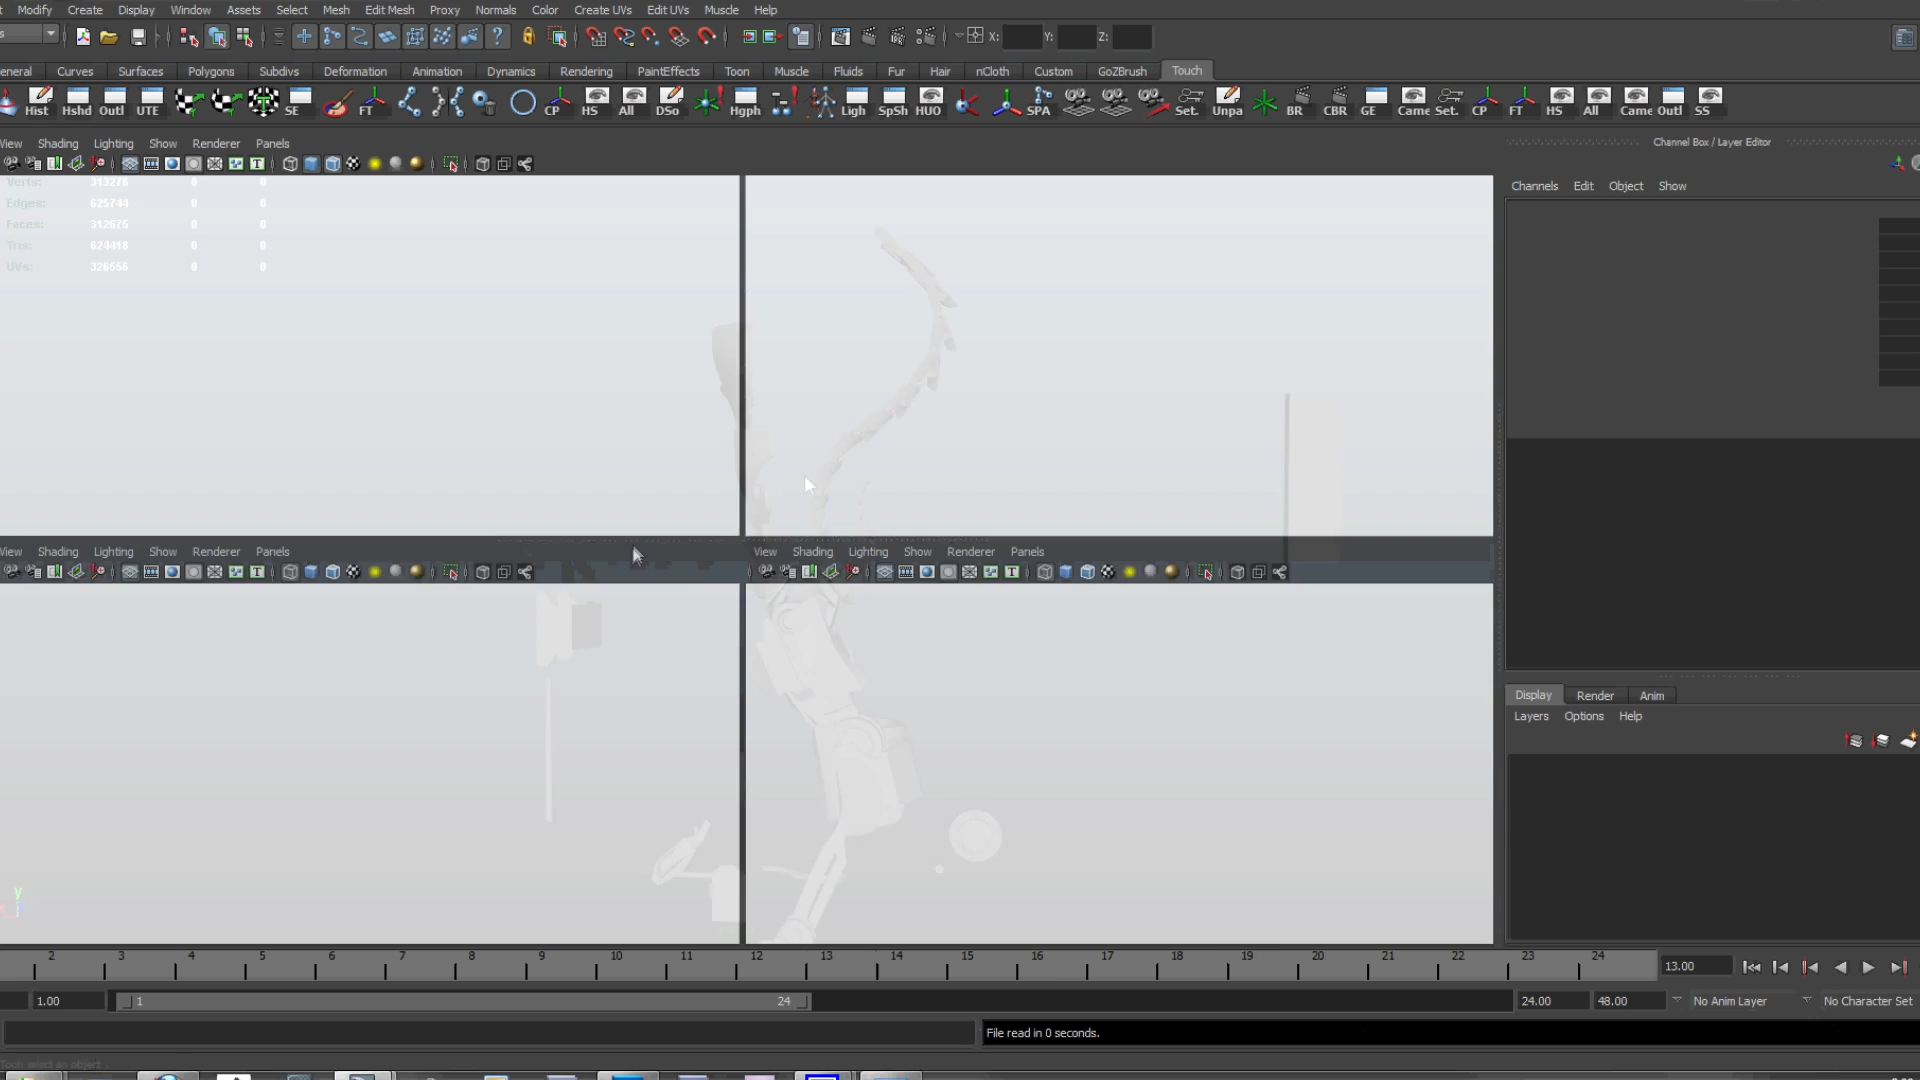 Modify Create Display Window Assets Select Mesh Edit Mesh Proxy Normals Color Create UVs Edit UVs Muscle Help
s X: Y: Z:
eneral Curves Surfaces Polygons Subdivs Deformation Animation Dynamics Rendering PaintEffects Toon Muscle Fluids Fur Hair nCloth Custom GoZBrush Touch
Hist Hshd Outl UTE SE FT CP HS All DSo Hgph Ligh SpSh HUO SPA Set. Unpa BR CBR GE Came Set. CP FT HS All Came Outl SS
View Shading Lighting Show Renderer Panels
Channel Box / Layer Editor
Channels Edit Object Show
Verts: 313276 0 0
Edges: 625744 0 0
Faces: 312675 0 0
Tris: 624418 0 0
UVs: 326556 0 0
View Shading Lighting Show Renderer Panels
View Shading Lighting Show Renderer Panels
Display Render Anim
Layers Options Help
y
2 3 4 5 6 7 8 9 10 11 12 13 14 15 16 17 18 19 20 21 22 23 24 13.00
1.00 1 24 24.00 48.00 No Anim Layer No Character Set
File read in 0 seconds.